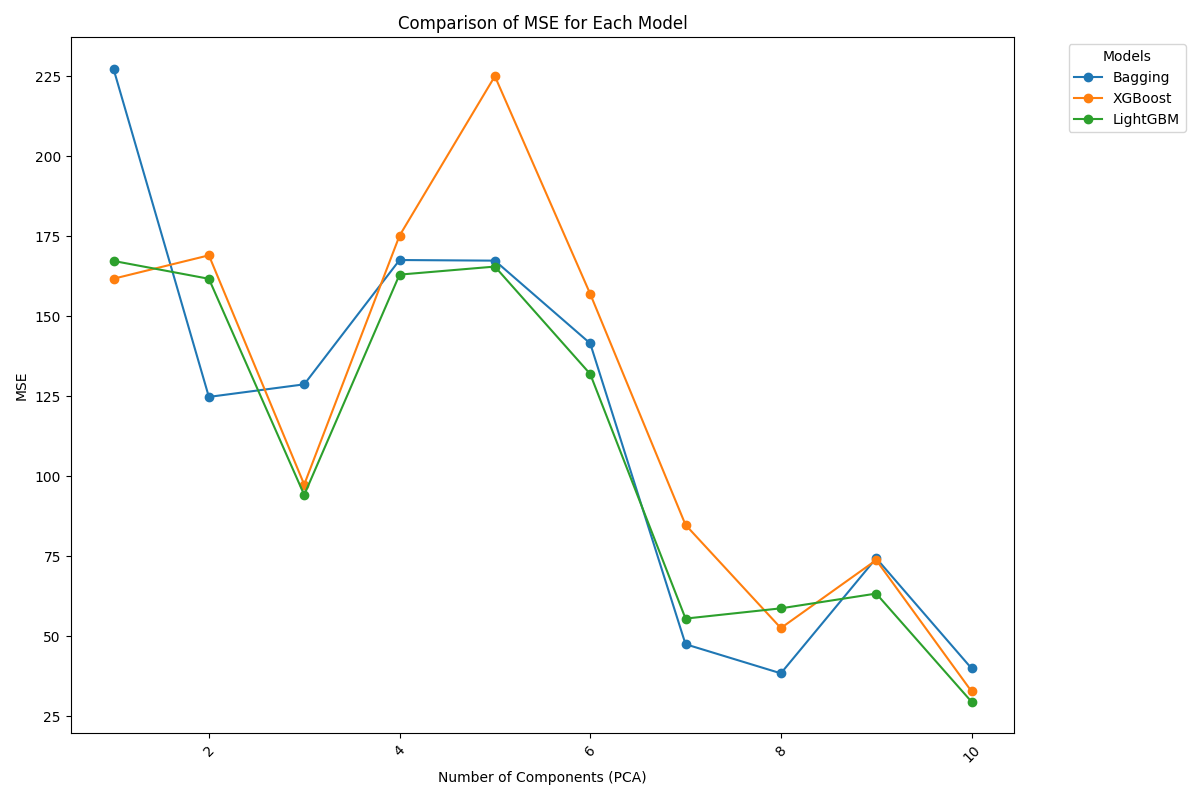 Comparison of MSE for Each Model
Models
Bagging
XGBoost
LightGBM
MSE
225
200
175
150
125
100
75
50
25
2
4
6
8
10
Number of Components (PCA)